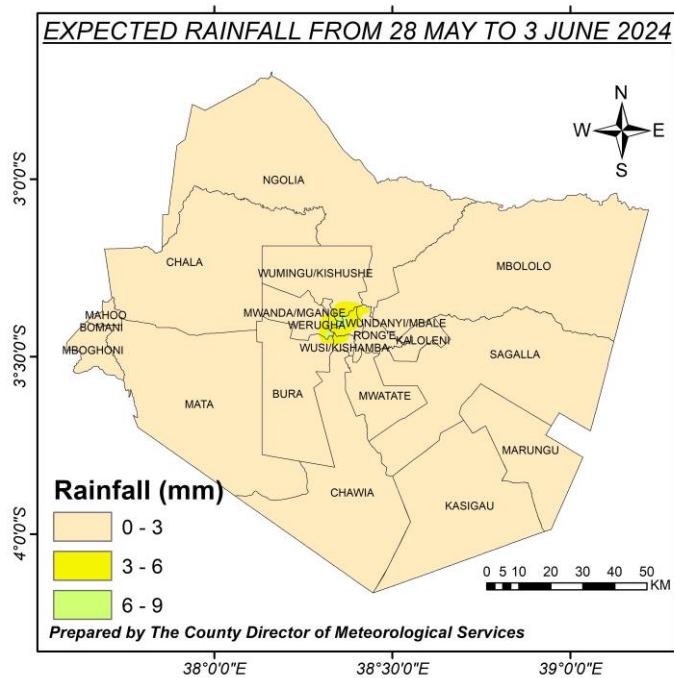 EXPECTED RAINFALL FROM 28 MAY TO 3 JUNE 2024
N
W E
S
3°0'0"S
3°30'0"S
4°0'0"S
NGOLIA
CHALA
MBOLOLO
WUMINGU/KISHUSHE
MAHOO
BOMANI
MBOGHONI
MWANDA/MGANGE
WERUGHA
WUNDANYI/MBALE
RONG'E
KALOLENI
WUSI/KISHAMBA
SAGALLA
MATA
BURA
MWATATE
MARUNGU
CHAWIA
KASIGAU
Rainfall (mm)
0 - 3
3 - 6
6 - 9
0 5 10 20 30 40 50
KM
Prepared by The County Director of Meteorological Services
38°0'0"E 38°30'0"E 39°0'0"E